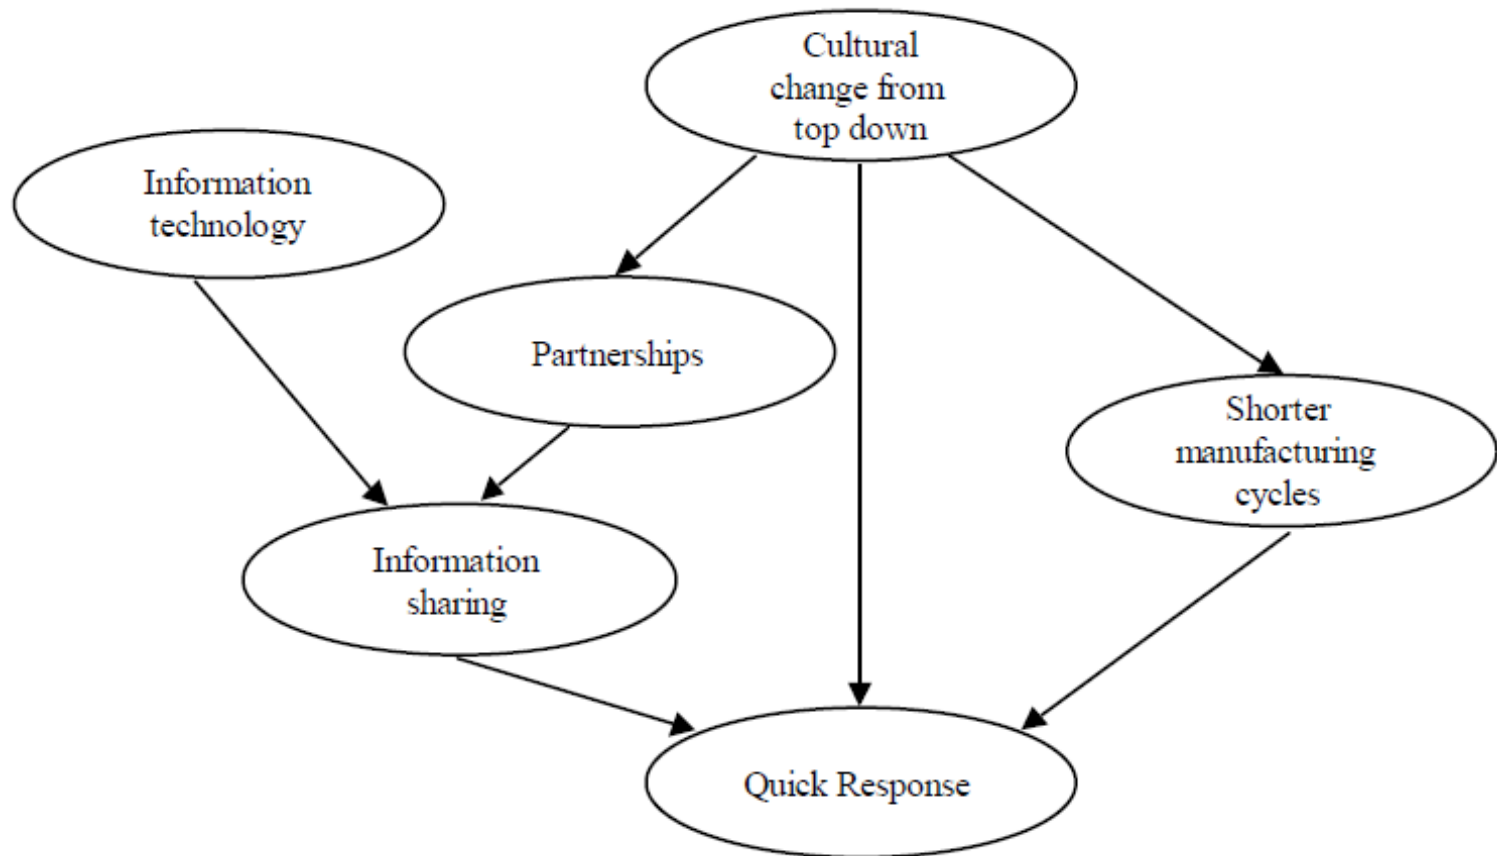 Cultural
change from
top down
Information
technology
Partnerships
Shorter
manufacturing
cycles
Information
sharing
Quick Response